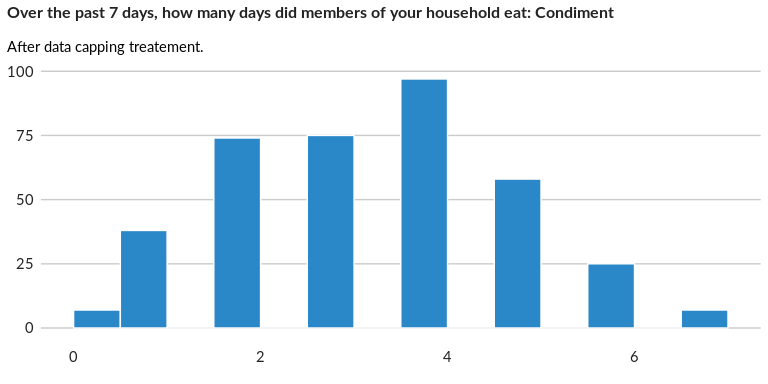 Over the past 7 days, how many days did members of your household eat: Condiment
After data capping treatement.
100
75
50
25
0
0 2 4 6